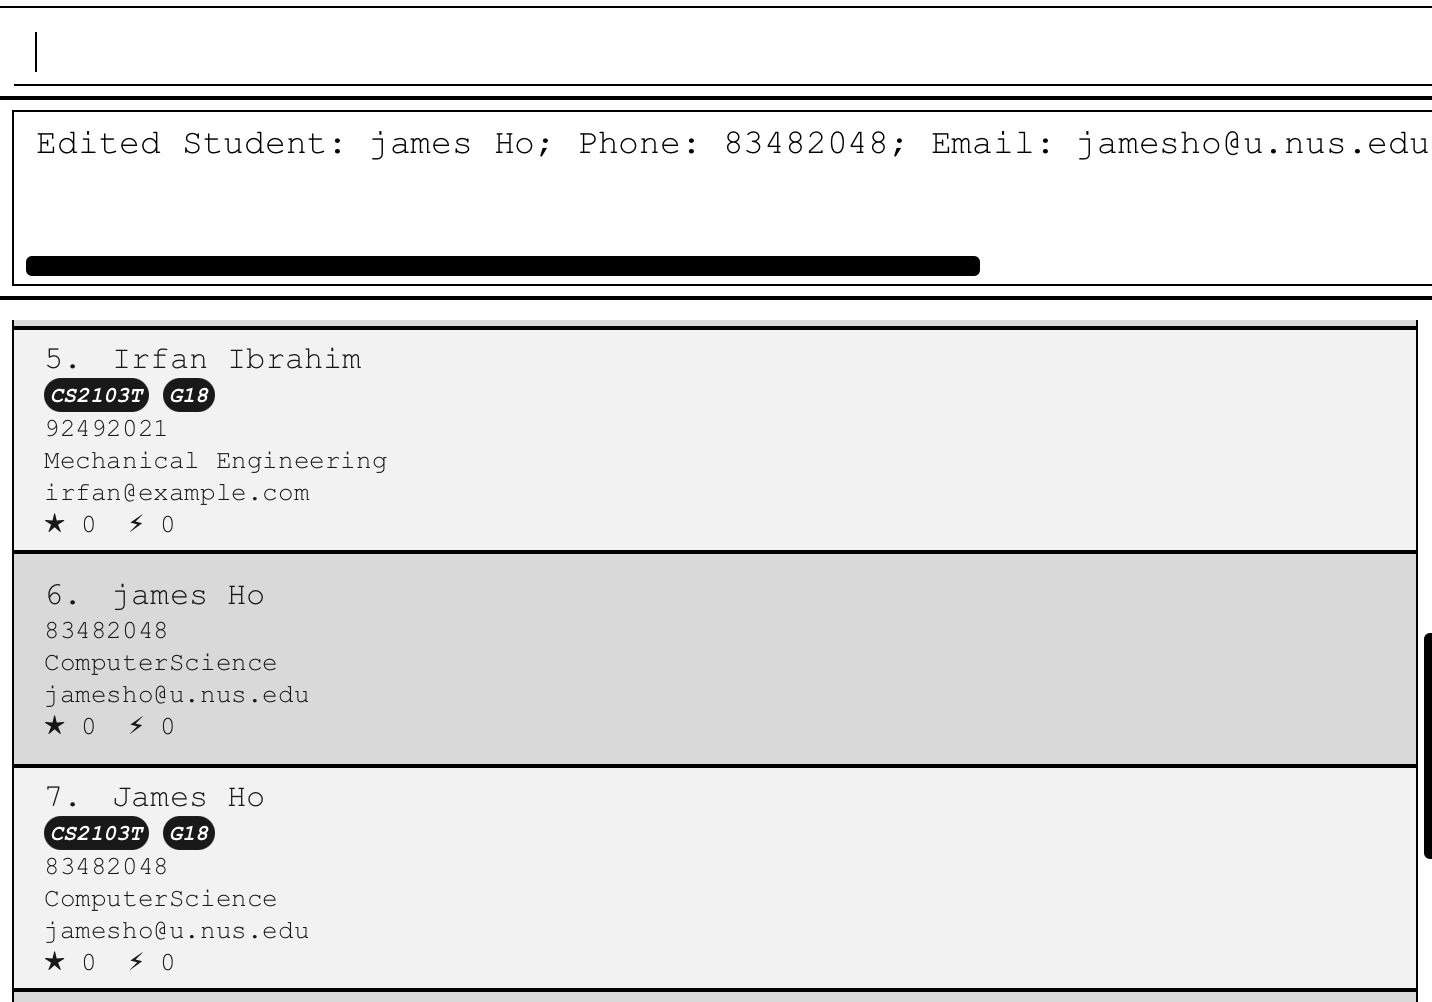 Edited Student: james Ho; Phone: 83482048; Email: jamesho@u.nus.edu
5. Irfan Ibrahim
CS2103T G18
92492021
Mechanical Engineering
irfan@example.com
★ 0 ⚡ 0
6. james Ho
83482048
ComputerScience
jamesho@u.nus.edu
★ 0 ⚡ 0
7. James Ho
CS2103T G18
83482048
ComputerScience
jamesho@u.nus.edu
★ 0 ⚡ 0